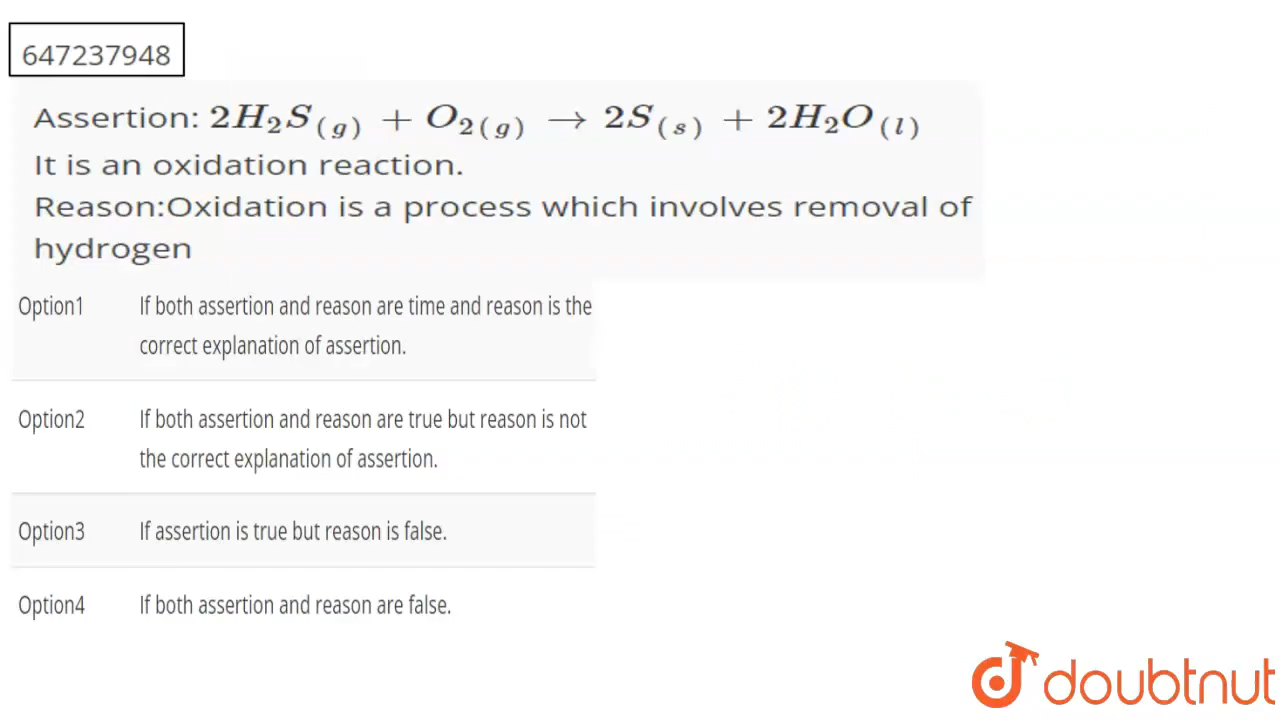 647237948
Assertion: 2H₂S₍g₎ + O₂₍g₎ → 2S₍s₎ + 2H₂O₍l₎
It is an oxidation reaction.
Reason:Oxidation is a process which involves removal of
hydrogen
Option1 If both assertion and reason are time and reason is the
correct explanation of assertion.
Option2 If both assertion and reason are true but reason is not
the correct explanation of assertion.
Option3 If assertion is true but reason is false.
Option4 If both assertion and reason are false.
doubtnut